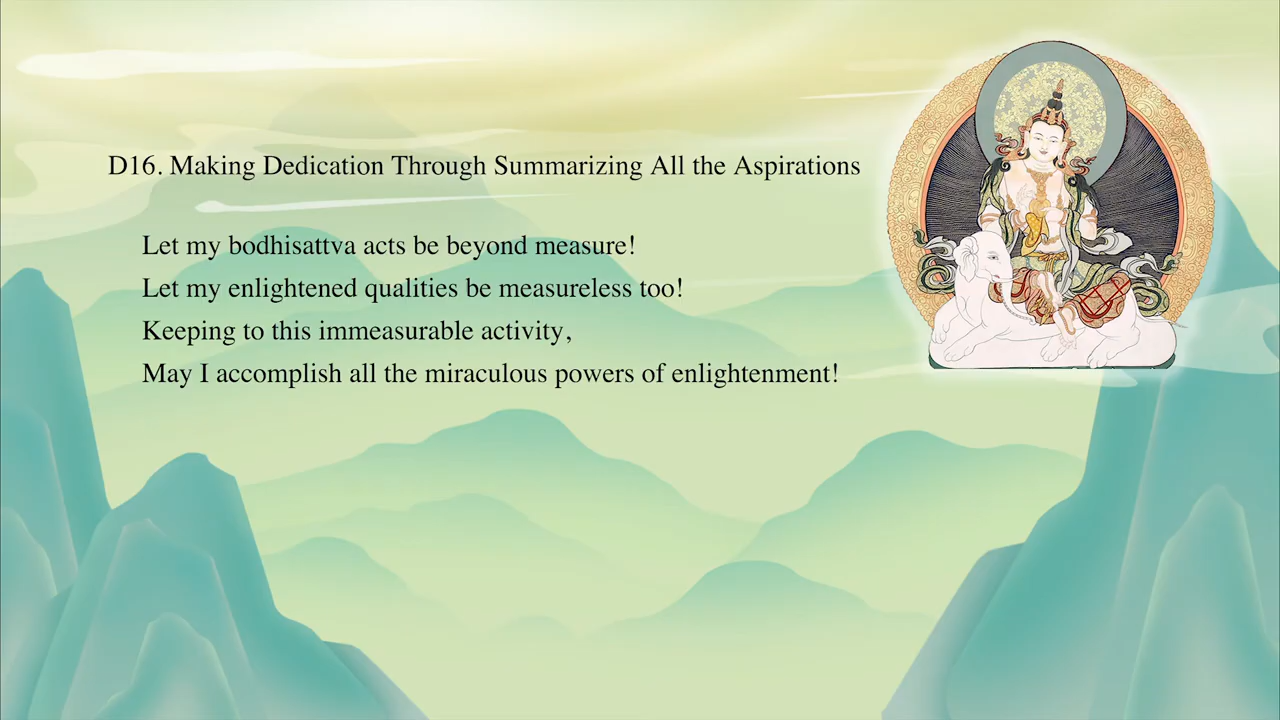 D16. Making Dedication Through Summarizing All the Aspirations
Let my bodhisattva acts be beyond measure!
Let my enlightened qualities be measureless too!
Keeping to this immeasurable activity,
May I accomplish all the miraculous powers of enlightenment!